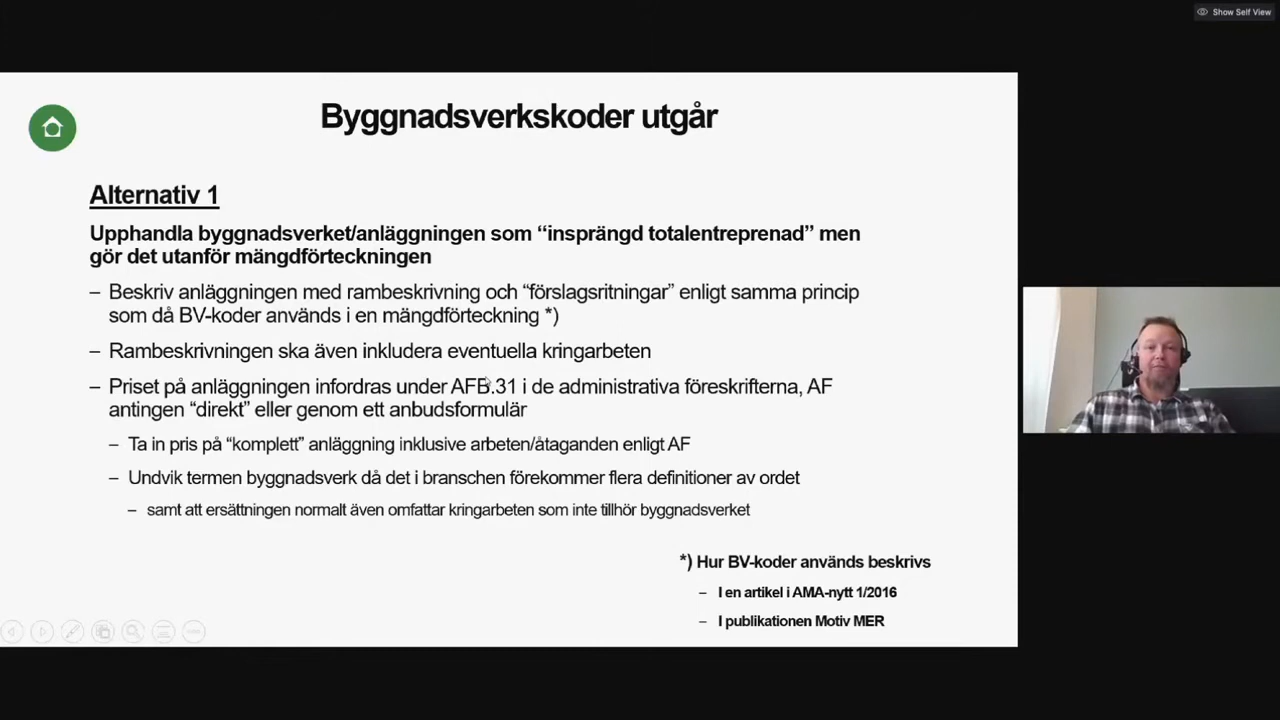 Show Self View
Byggnadsverkskoder utgår
Alternativ 1
Upphandla byggnadsverket/anläggningen som “insprängd totalentreprenad” men
gör det utanför mängdförteckningen
– Beskriv anläggningen med rambeskrivning och “förslagsritningar” enligt samma princip
som då BV-koder används i en mängdförteckning *)
– Rambeskrivningen ska även inkludera eventuella kringarbeten
– Priset på anläggningen infordras under AFB.31 i de administrativa föreskrifterna, AF
antingen “direkt” eller genom ett anbudsformulär
– Ta in pris på “komplett” anläggning inklusive arbeten/åtaganden enligt AF
– Undvik termen byggnadsverk då det i branschen förekommer flera definitioner av ordet
– samt att ersättningen normalt även omfattar kringarbeten som inte tillhör byggnadsverket
*) Hur BV-koder används beskrivs
– I en artikel i AMA-nytt 1/2016
– I publikationen Motiv MER